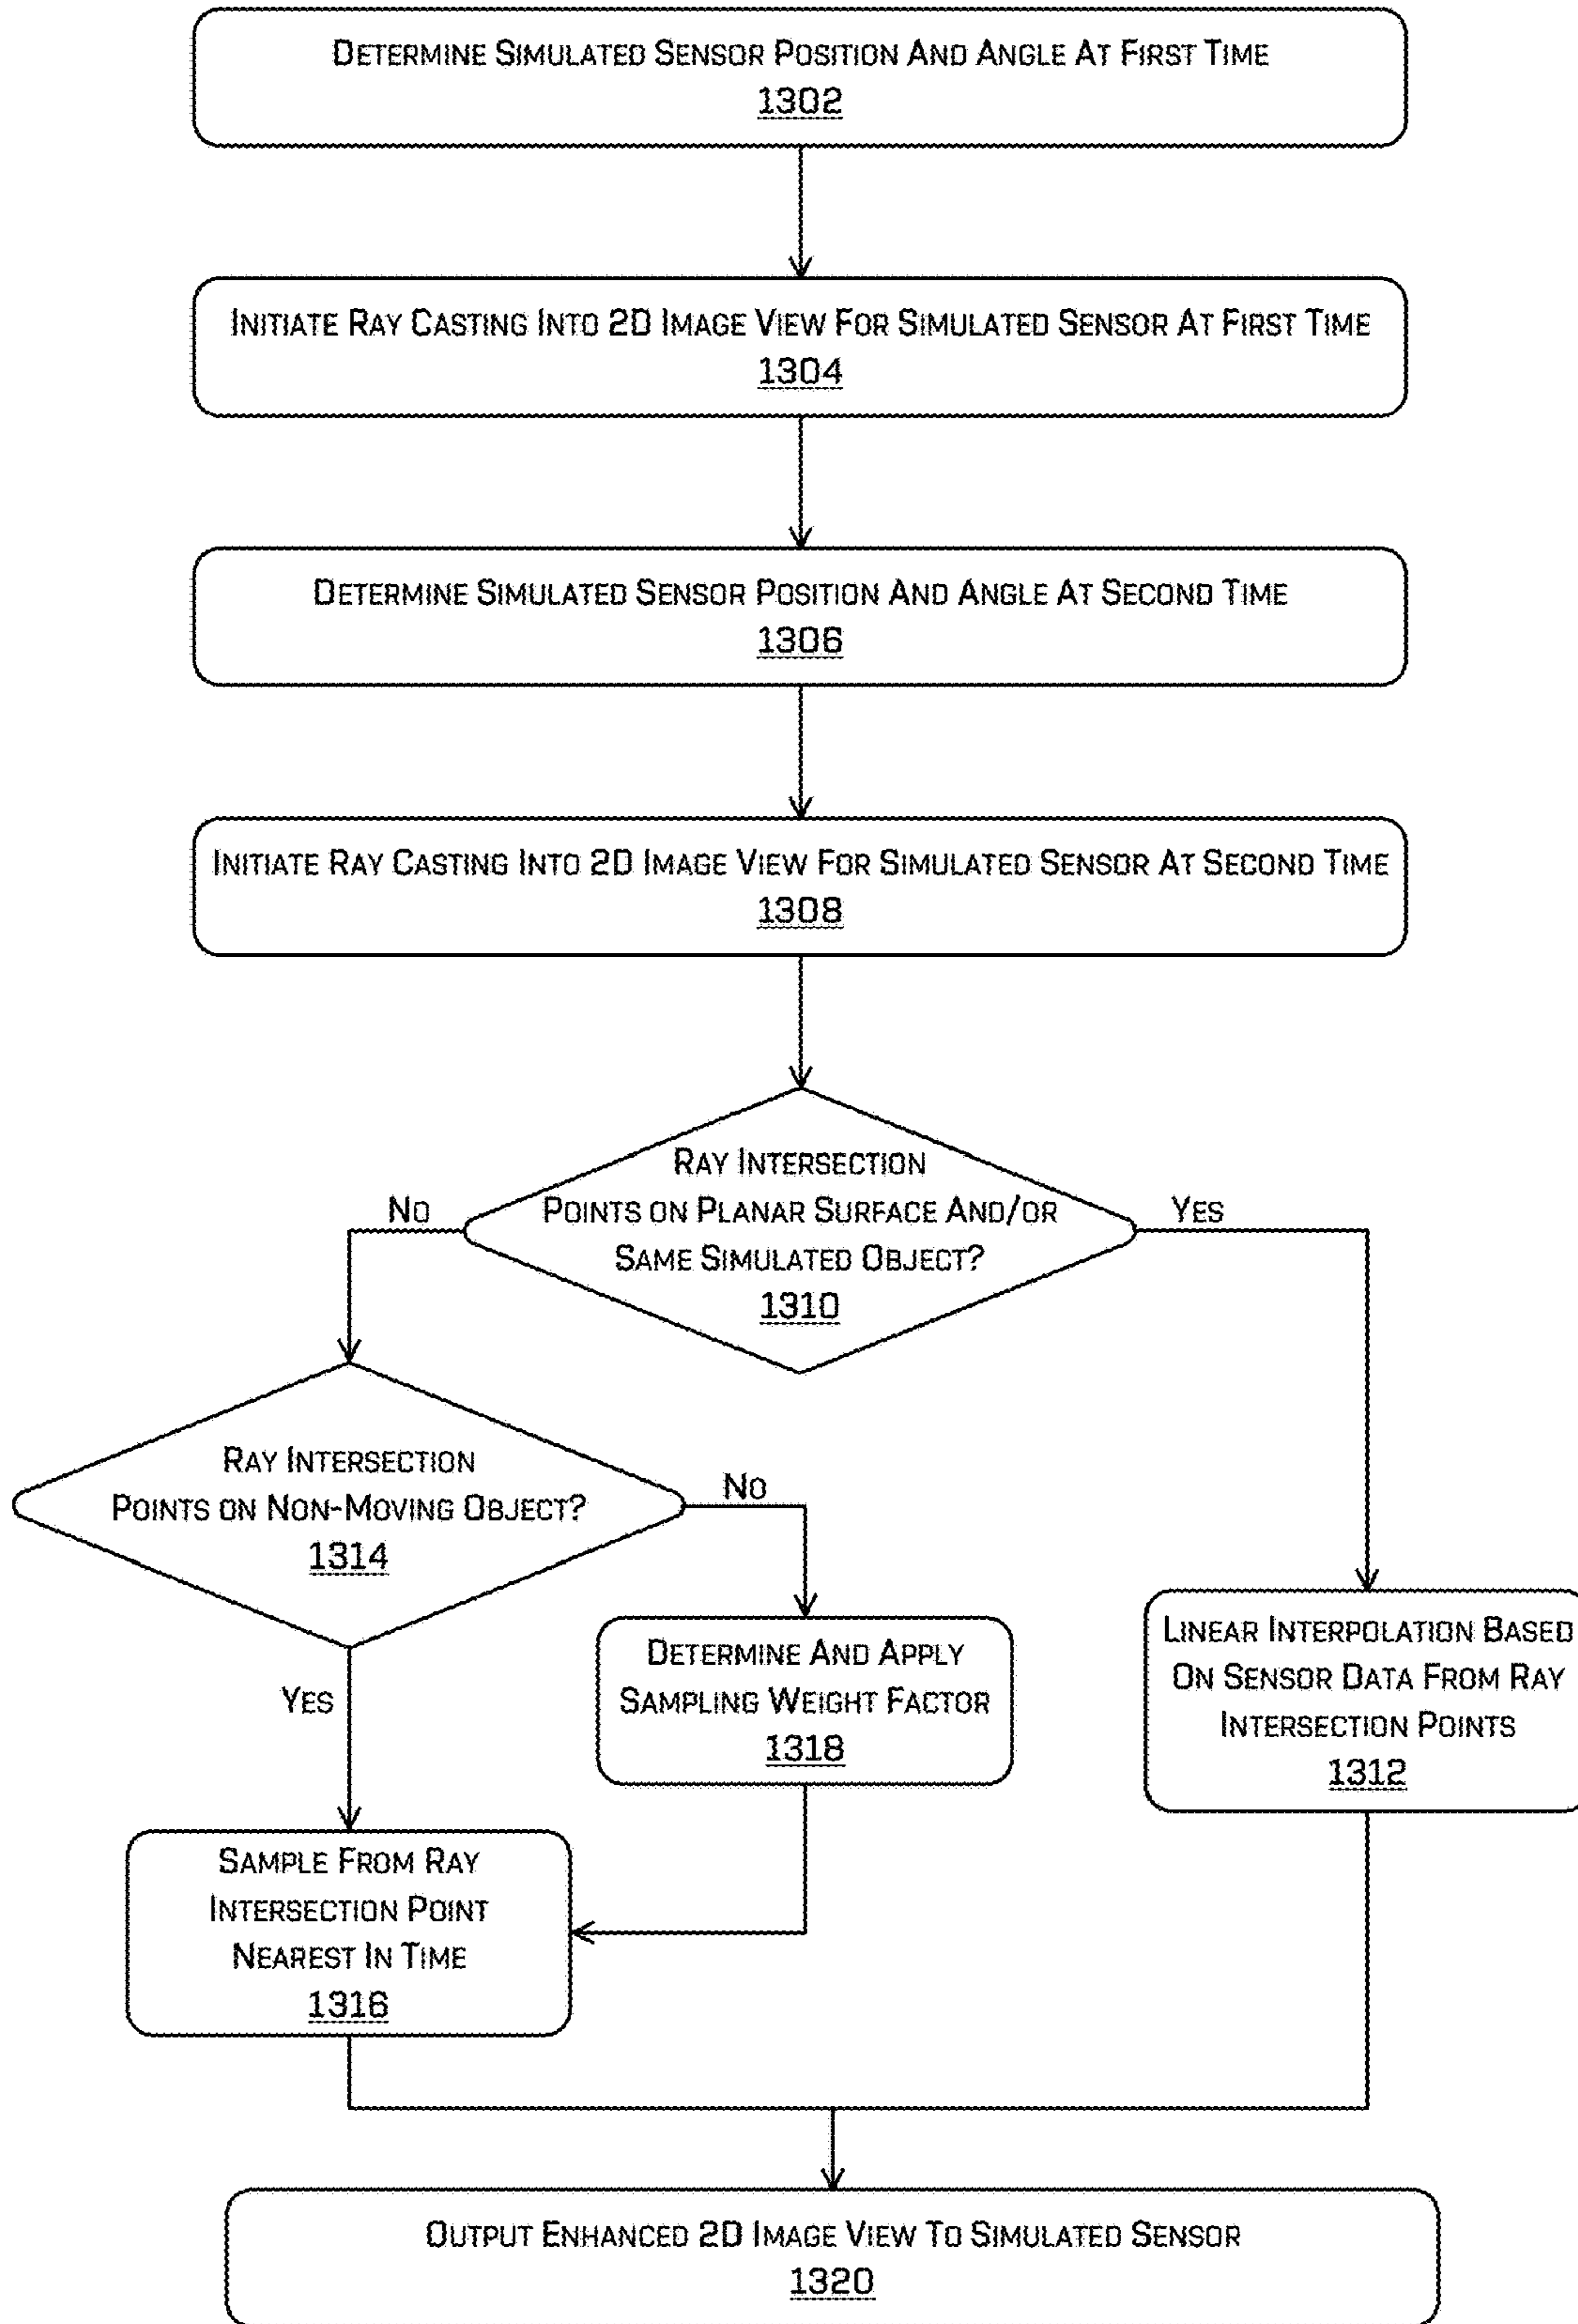 Determine Simulated Sensor Position And Angle At First Time
1302
Initiate Ray Casting Into 2D Image View For Simulated Sensor At First Time
1304
Determine Simulated Sensor Position And Angle At Second Time
1306
Initiate Ray Casting Into 2D Image View For Simulated Sensor At Second Time
1308
Ray Intersection
Points on Planar Surface And/or
Same Simulated Object?
1310
No
Yes
Ray Intersection
Points on Non-Moving Object?
1314
No
Yes
Determine And Apply
Sampling Weight Factor
1318
Linear Interpolation Based
On Sensor Data From Ray
Intersection Points
1312
Sample From Ray
Intersection Point
Nearest In Time
1316
Output Enhanced 2D Image View To Simulated Sensor
1320